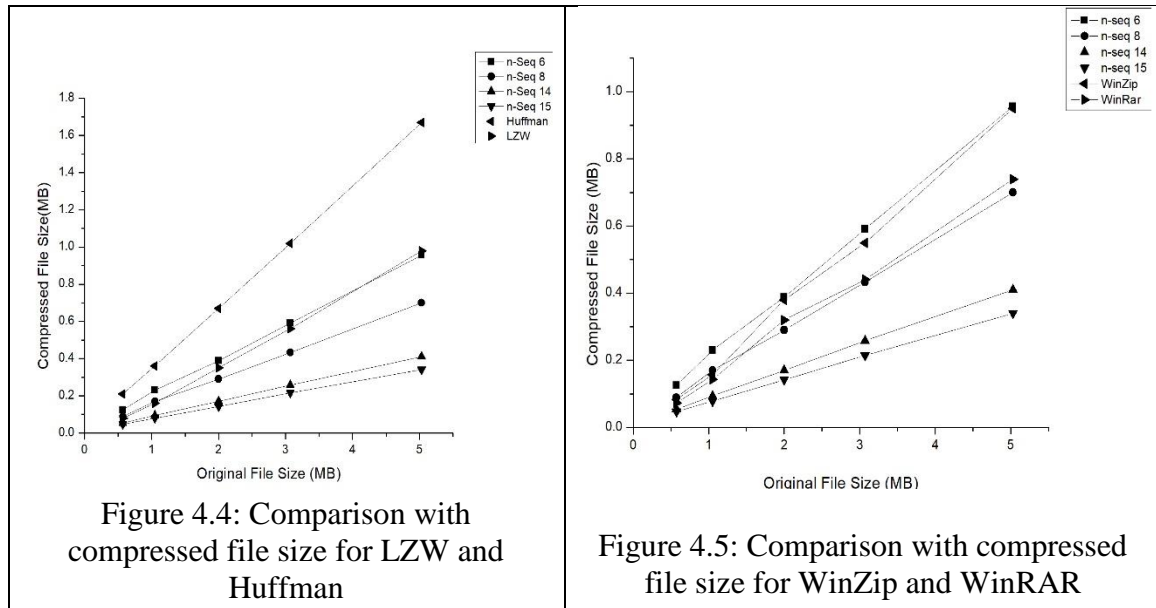 n-Seq 6
n-Seq 8
n-Seq 14
n-Seq 15
Huffman
LZW
1.8
1.6
1.4
1.2
1.0
0.8
0.6
0.4
0.2
0.0
Compressed File Size(MB)
0 1 2 3 4 5
Original File Size (MB)
Figure 4.4: Comparison with
compressed file size for LZW and
Huffman
n-seq 6
n-seq 8
n-seq 14
n-seq 15
WinZip
WinRar
1.0
0.8
0.6
0.4
0.2
0.0
Compressed File Size (MB)
0 1 2 3 4 5
Original File Size (MB)
Figure 4.5: Comparison with compressed
file size for WinZip and WinRAR